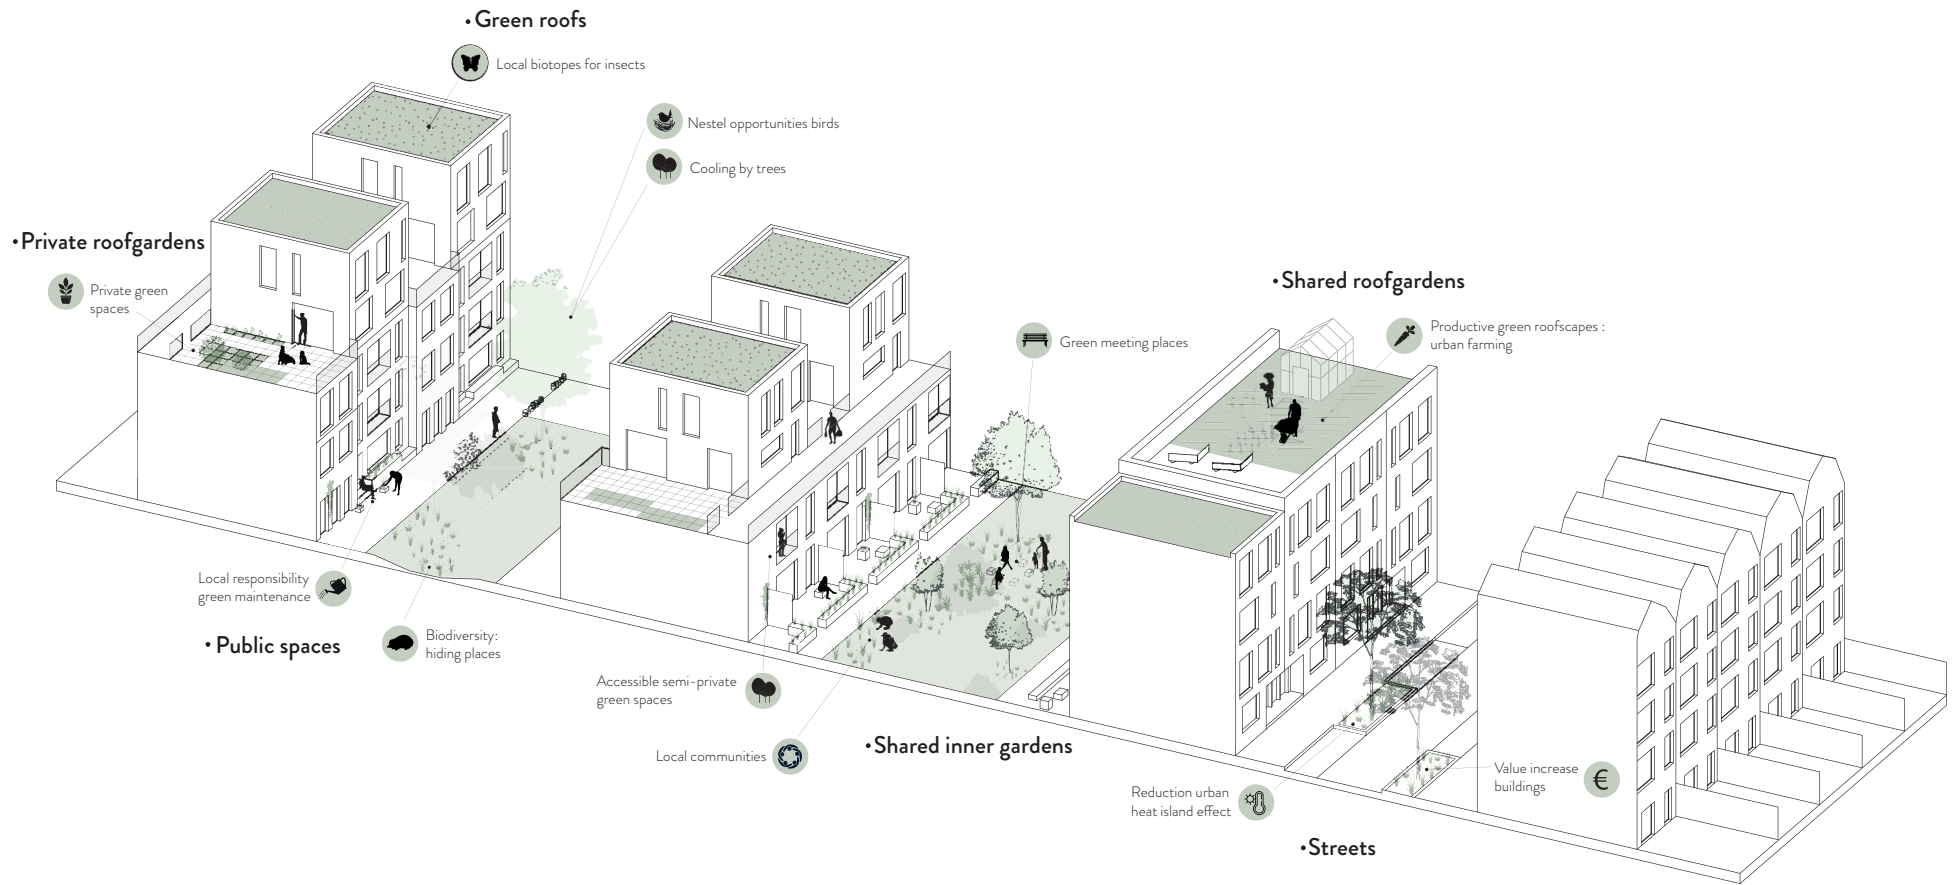 • Green roofs
Local biotopes for insects
Nestel opportunities birds
Cooling by trees
• Private roofgardens
Private green
spaces
• Shared roofgardens
Productive green roofscapes :
urban farming
Green meeting places
Local responsibility
green maintenance
• Public spaces
Biodiversity:
hiding places
Accessible semi-private
green spaces
Local communities
• Shared inner gardens
Reduction urban
heat island effect
Value increase
buildings
€
• Streets